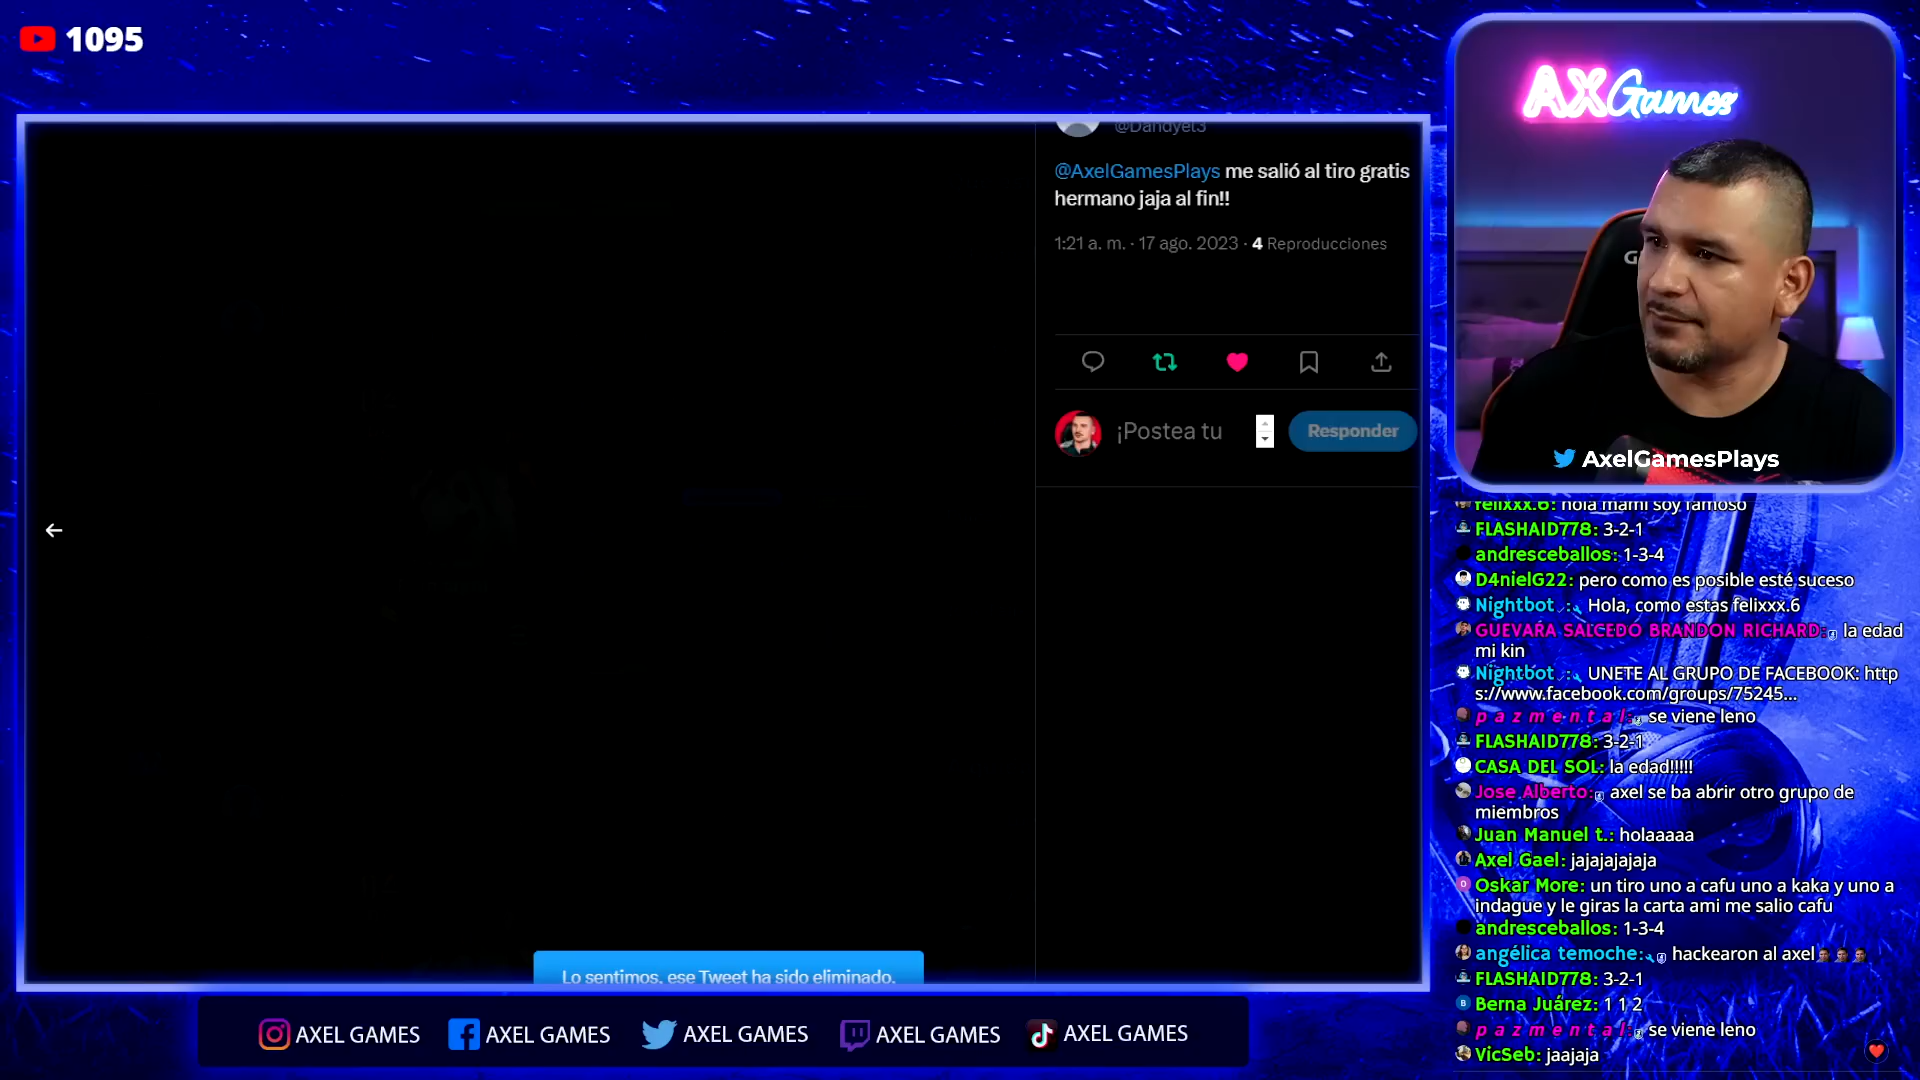 1095
@Dandyel3
@AxelGamesPlays me salió al tiro gratis
hermano jaja al fin!!
1:21 a. m. · 17 ago. 2023 · 4 Reproducciones
¡Postea tu
Responder
Lo sentimos, ese Tweet ha sido eliminado.
AXEL GAMES
AXEL GAMES
AXEL GAMES
AXEL GAMES
AXEL GAMES
AXGames
G
AxelGamesPlays
felixxx.6: hola mami soy famoso
FLASHAID778: 3-2-1
andresceballos: 1-3-4
D4nielG22: pero como es posible esté suceso
Nightbot : Hola, como estas felixxx.6
GUEVARA SALCEDO BRANDON RICHARD: la edad
mi kin
Nightbot : UNETE AL GRUPO DE FACEBOOK: http
s://www.facebook.com/groups/75245...
p a z m e n t a l: se viene leno
FLASHAID778: 3-2-1
CASA DEL SOL: la edad!!!!!
Jose Alberto: axel se ba abrir otro grupo de
miembros
Juan Manuel t.: holaaaaa
Axel Gael: jajajajajaja
Oskar More: un tiro uno a cafu uno a kaka y uno a
indague y le giras la carta ami me salio cafu
andresceballos: 1-3-4
angélica temoche: hackearon al axel
FLASHAID778: 3-2-1
Berna Juárez: 1 1 2
p a z m e n t a l: se viene leno
VicSeb: jaajaja